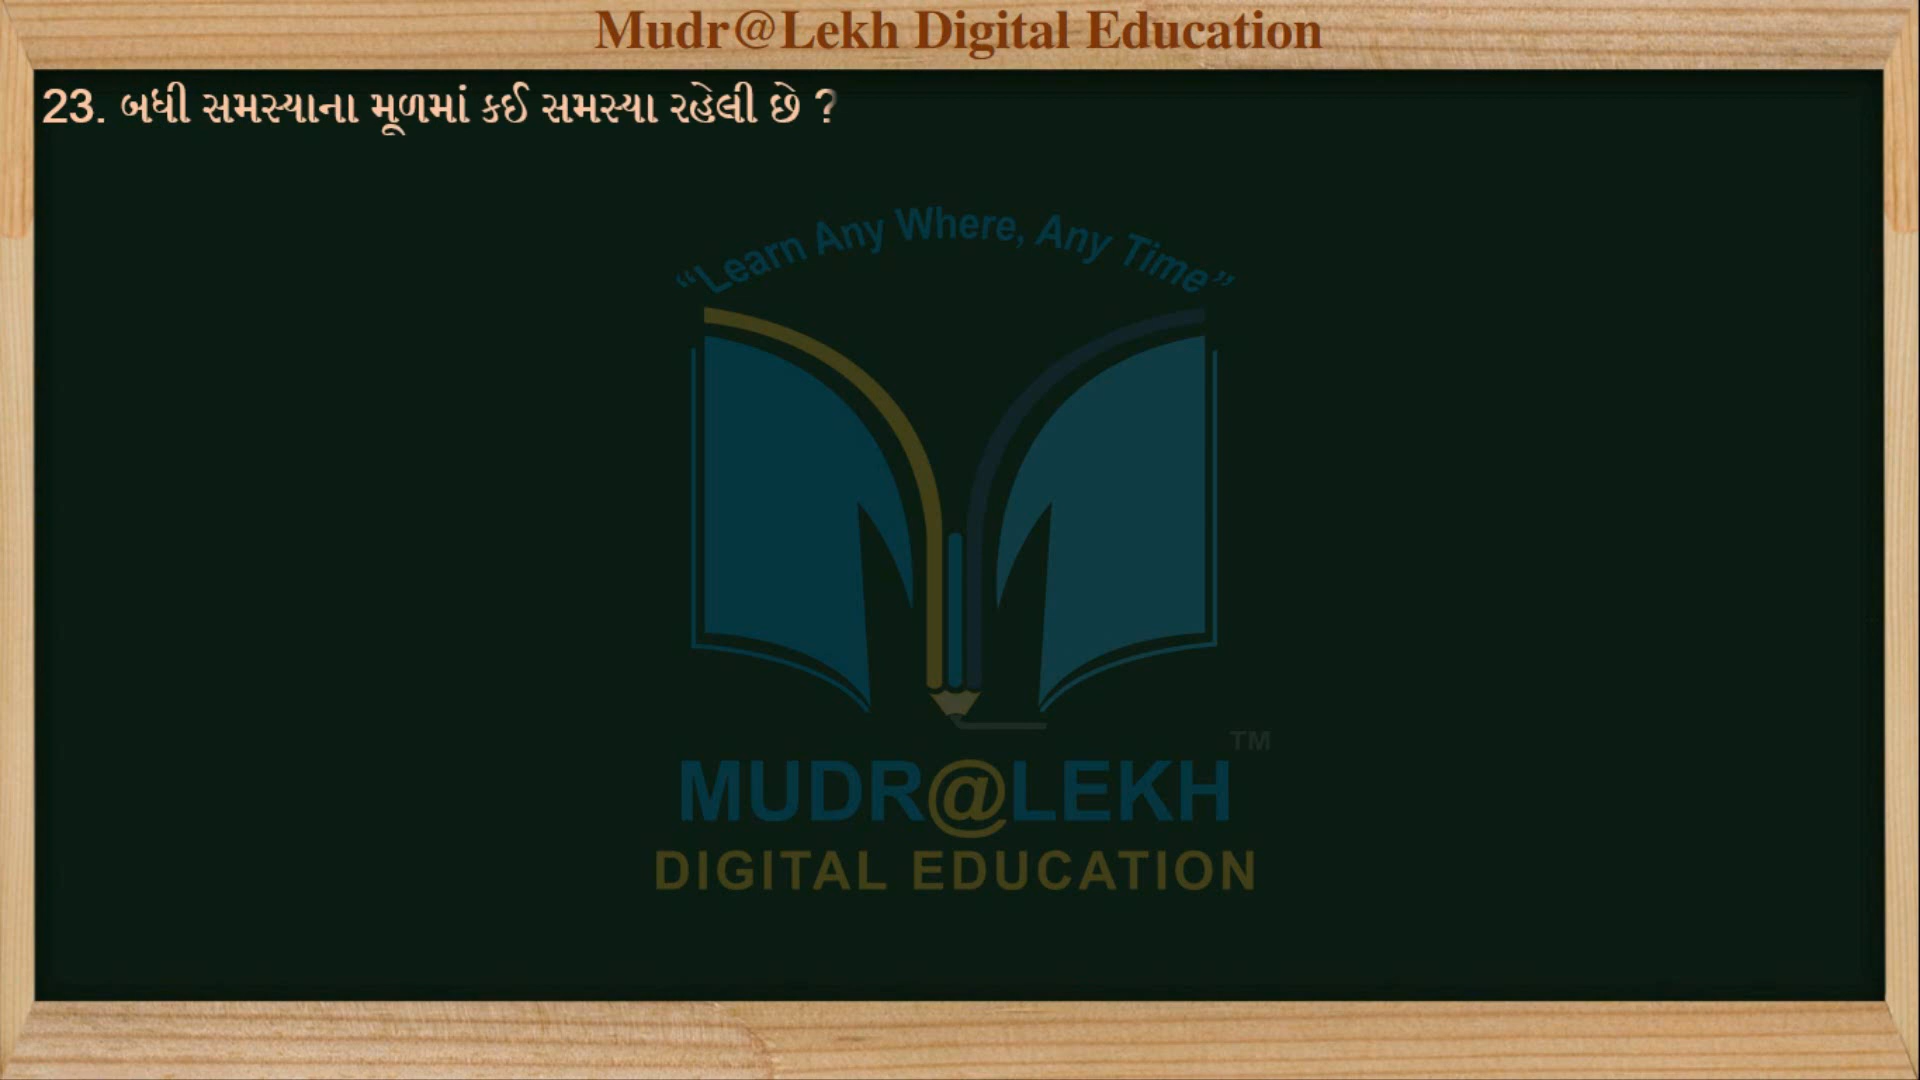 Mudr@Lekh Digital Education
23. બધી સમસ્યાના મૂળમાં કઈ સમસ્યા રહેલી છે ?
“Learn Any Where, Any Time”
TM
MUDR@LEKH
DIGITAL EDUCATION